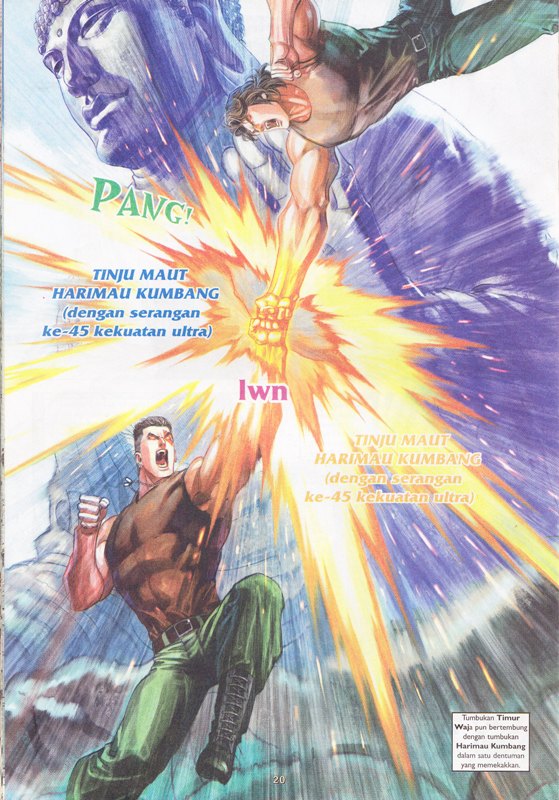 PANG!
TINJU MAUT
HARIMAU KUMBANG
(dengan serangan
ke-45 kekuatan ultra)
lwn
TINJU MAUT
HARIMAU KUMBANG
(dengan serangan
ke-45 kekuatan ultra)
Tumbukan Timur
Waja pun bertembung
dengan tumbukan
Harimau Kumbang
dalam satu dentuman
yang memekakkan.
20